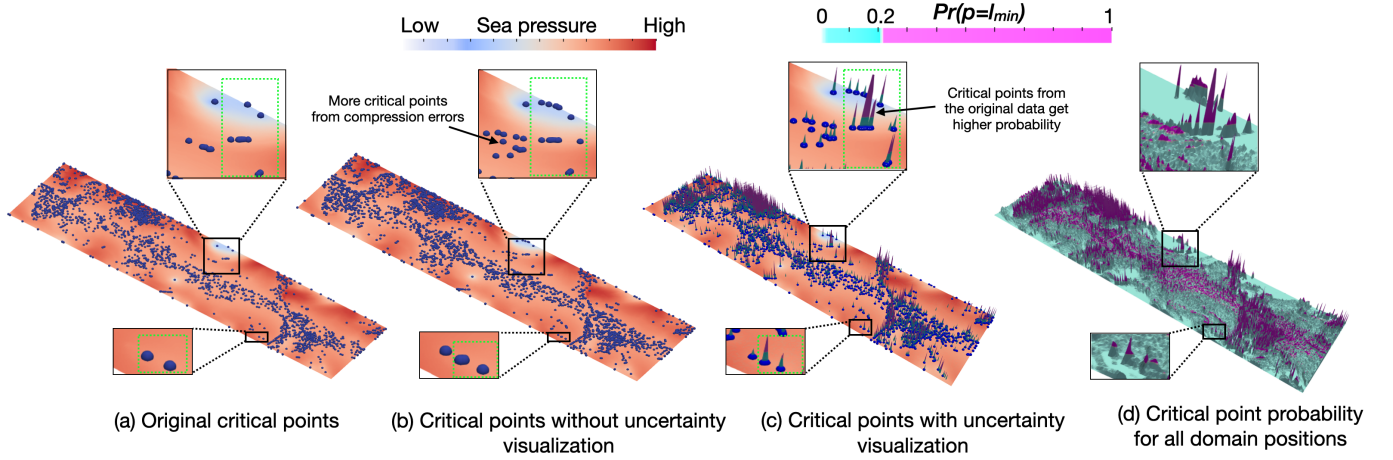 Low Sea pressure High
0 0.2 Pr(p=l_min) 1
More critical points
from compression errors
Critical points from
the original data get
higher probability
(a) Original critical points
(b) Critical points without uncertainty
visualization
(c) Critical points with uncertainty
visualization
(d) Critical point probability
for all domain positions